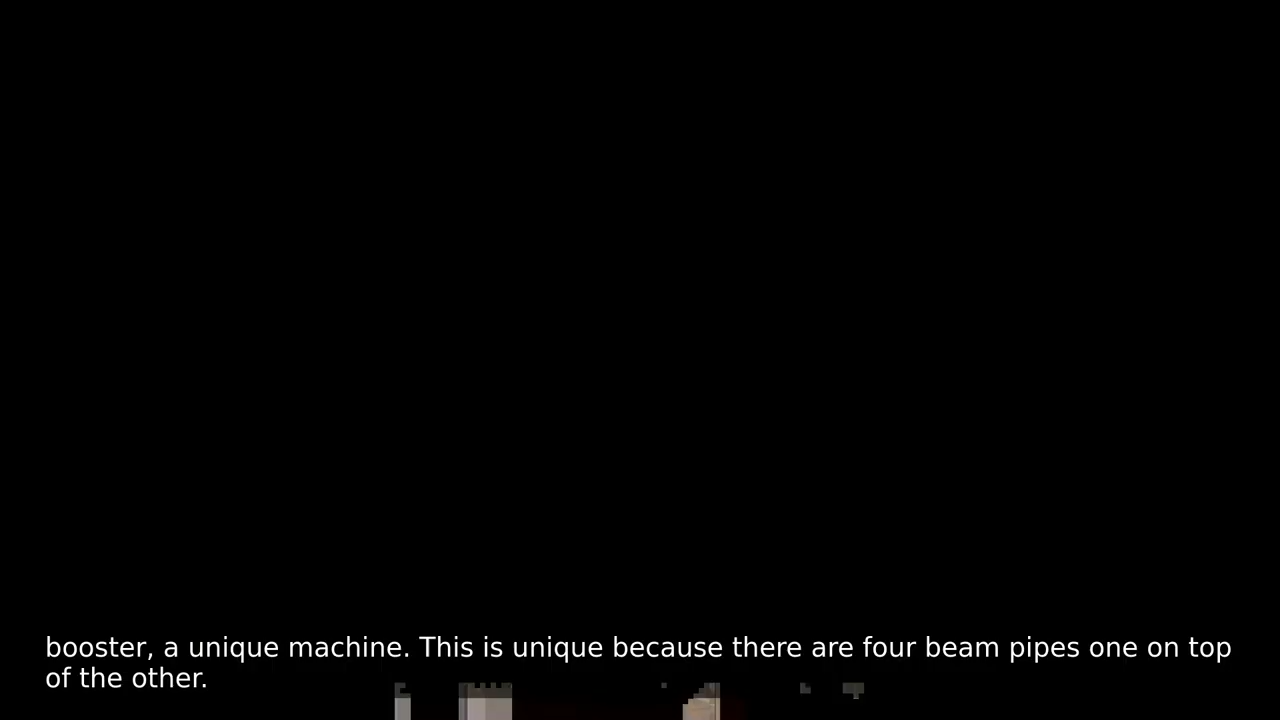 booster, a unique machine. This is unique because there are four beam pipes one on top
of the other.